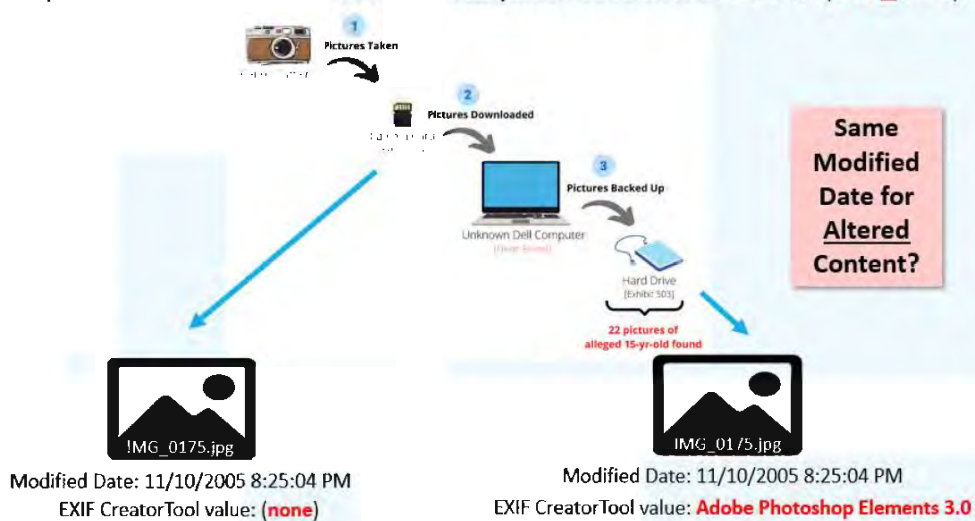 1
Pictures Taken
2
Pictures Downloaded
3
Pictures Backed Up
Same
Modified
Date for
Altered
Content?
Unknown Dell Computer
Hard Drive
[Exhibit 503]
22 pictures of
alleged 15-yr-old found
IMG_0175.jpg
Modified Date: 11/10/2005 8:25:04 PM
EXIF CreatorTool value: (none)
IMG_0175.jpg
Modified Date: 11/10/2005 8:25:04 PM
EXIF CreatorTool value: Adobe Photoshop Elements 3.0